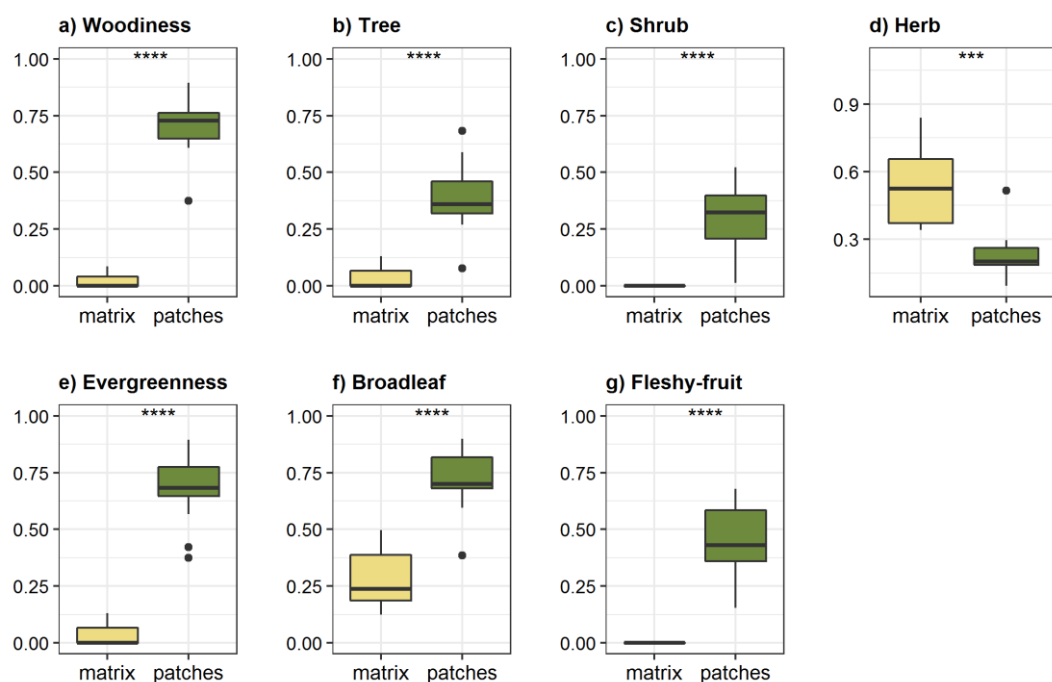 a) Woodiness
b) Tree
c) Shrub
d) Herb
****
****
****
***
1.00
0.75
0.50
0.25
0.00
1.00
0.75
0.50
0.25
0.00
1.00
0.75
0.50
0.25
0.00
0.9
0.6
0.3
matrix patches
matrix patches
matrix patches
matrix patches
e) Evergreenness
f) Broadleaf
g) Fleshy-fruit
****
****
****
1.00
0.75
0.50
0.25
0.00
1.00
0.75
0.50
0.25
0.00
1.00
0.75
0.50
0.25
0.00
matrix patches
matrix patches
matrix patches